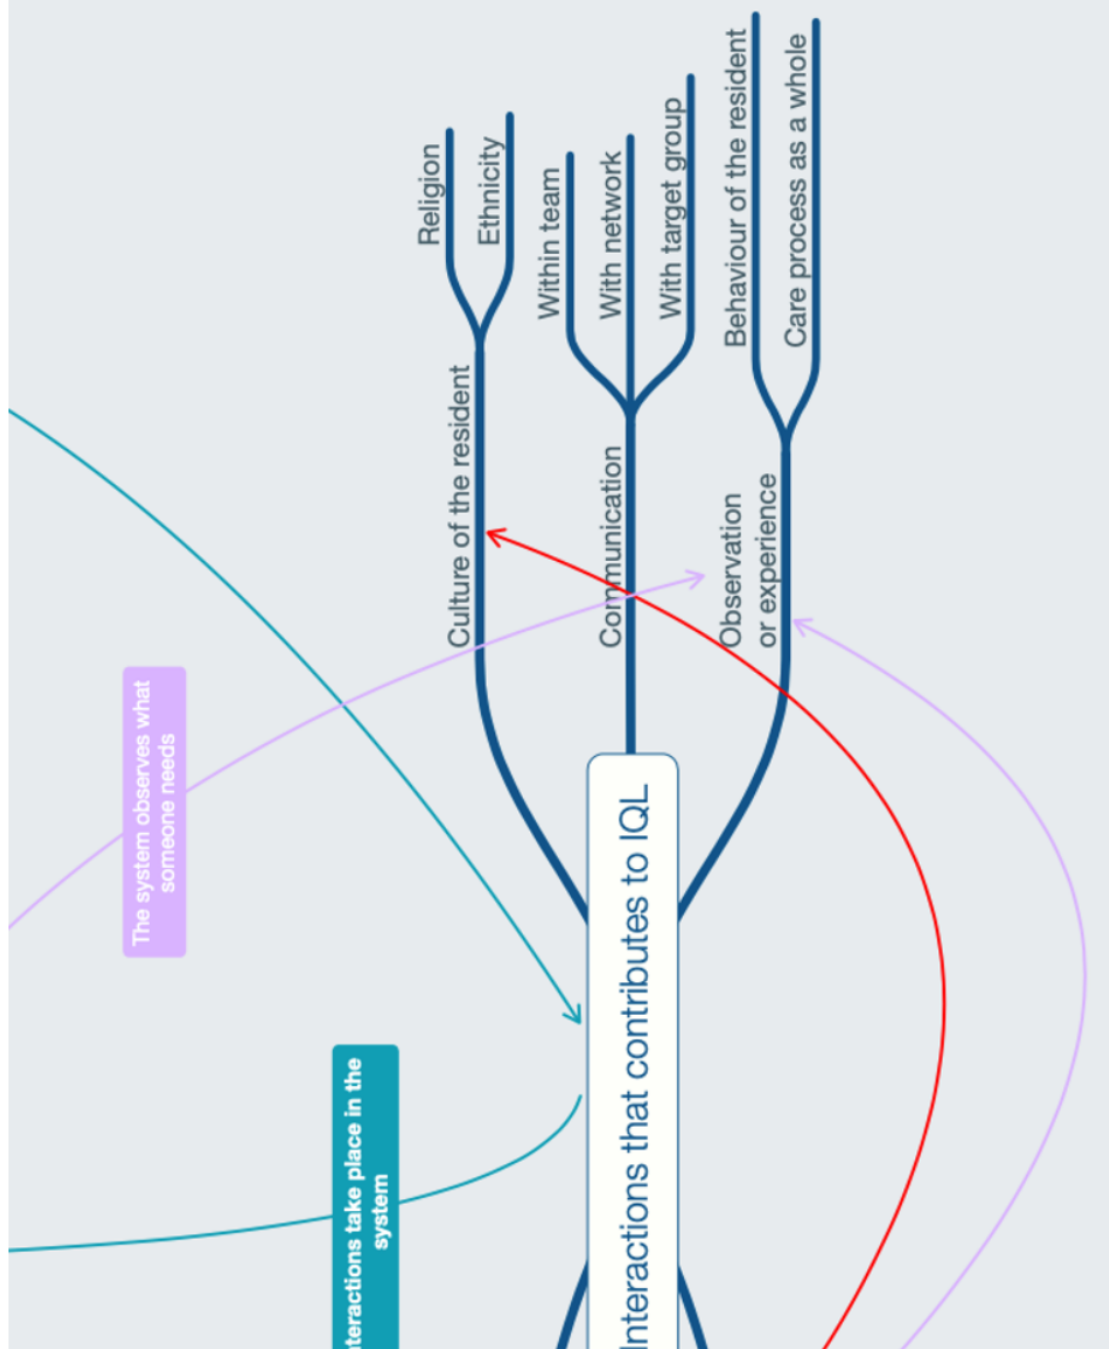 Religion
Ethnicity
Culture of the resident
Within team
With network
With target group
Communication
Behaviour of the resident
Care process as a whole
Observation
or experience
The system observes what
someone needs
nteractions take place in the
system
Interactions that contributes to IQL